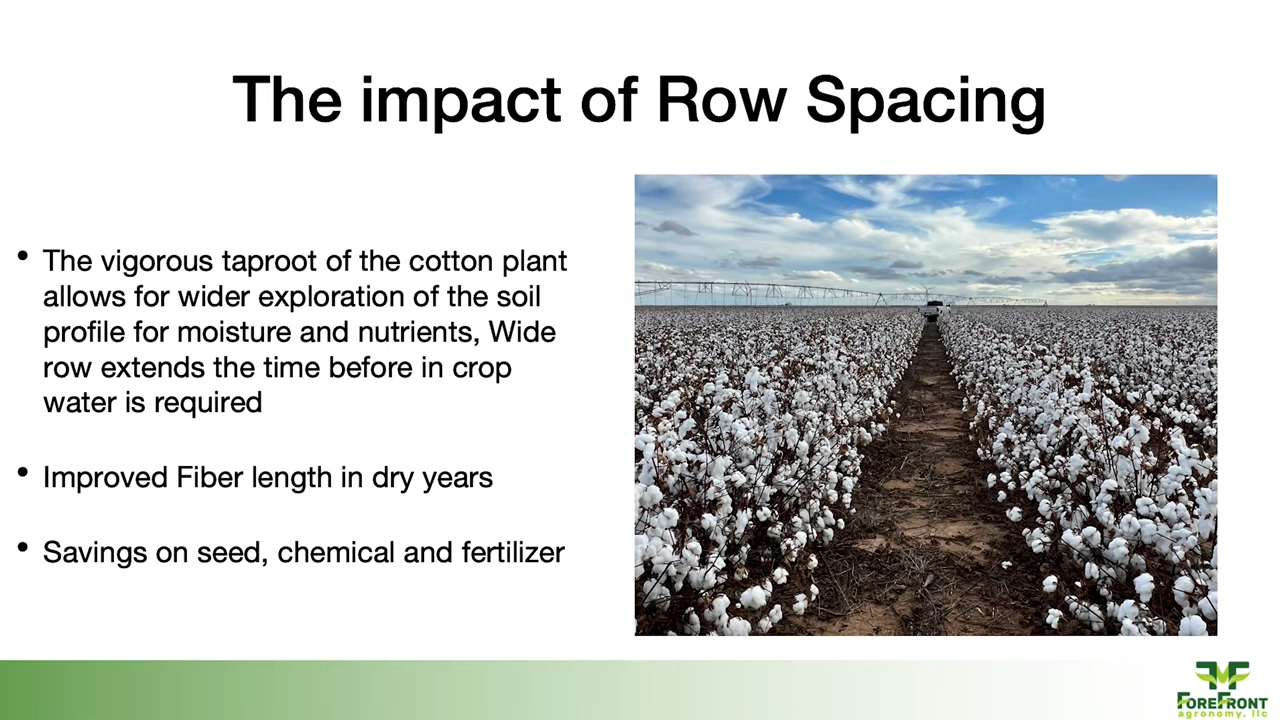 The impact of Row Spacing
• The vigorous taproot of the cotton plant
allows for wider exploration of the soil
profile for moisture and nutrients, Wide
row extends the time before in crop
water is required
• Improved Fiber length in dry years
• Savings on seed, chemical and fertilizer
FOREFRONT
agronomy, llc